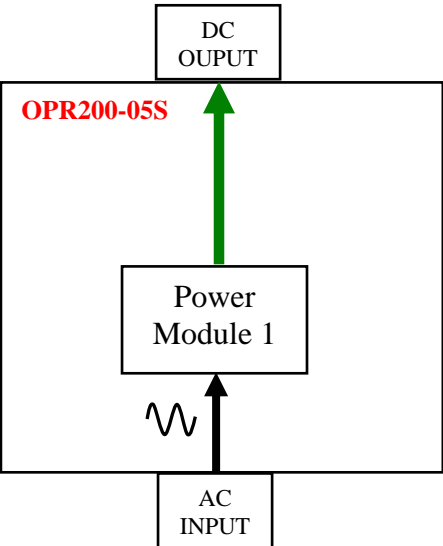 DC
OUPUT
OPR200-05S
Power
Module 1
AC
INPUT